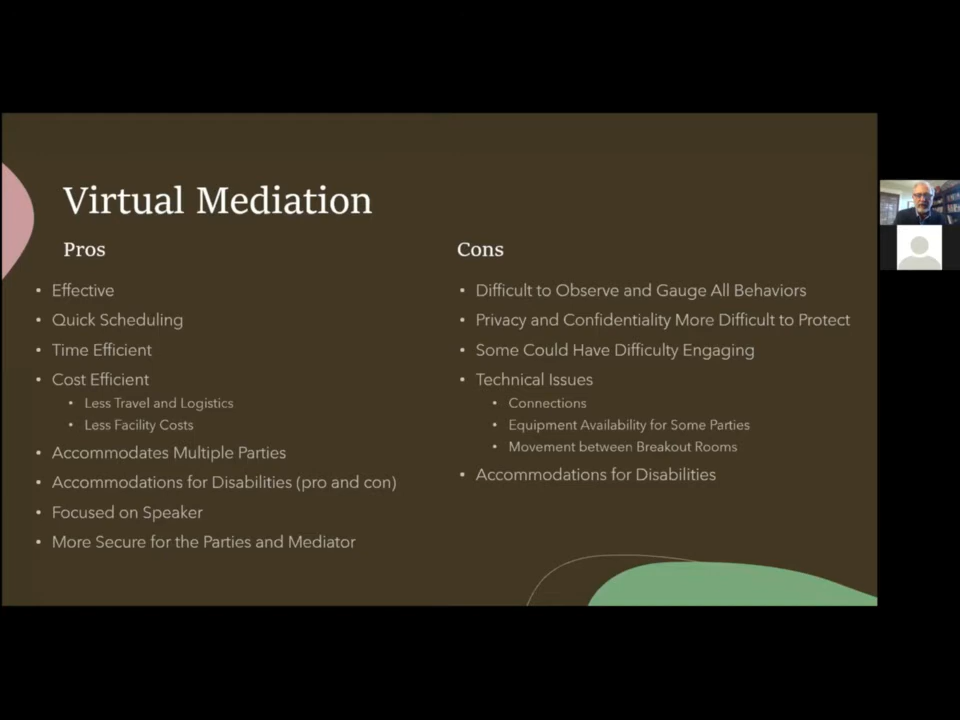 Virtual Mediation
Pros
• Effective
• Quick Scheduling
• Time Efficient
• Cost Efficient
• Less Travel and Logistics
• Less Facility Costs
• Accommodates Multiple Parties
• Accommodations for Disabilities (pro and con)
• Focused on Speaker
• More Secure for the Parties and Mediator
Cons
• Difficult to Observe and Gauge All Behaviors
• Privacy and Confidentiality More Difficult to Protect
• Some Could Have Difficulty Engaging
• Technical Issues
• Connections
• Equipment Availability for Some Parties
• Movement between Breakout Rooms
• Accommodations for Disabilities